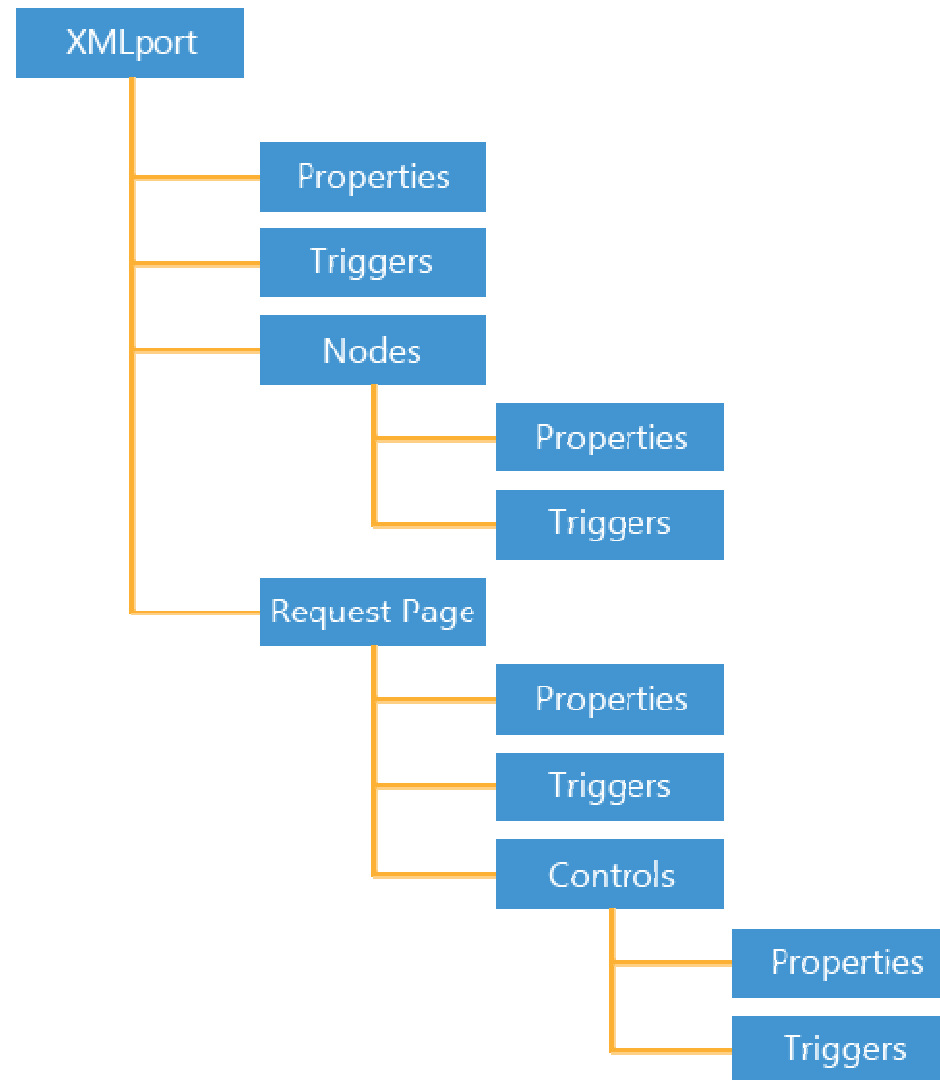 XMLport
Properties
Triggers
Nodes
Properties
Triggers
Request Page
Properties
Triggers
Controls
Properties
Triggers